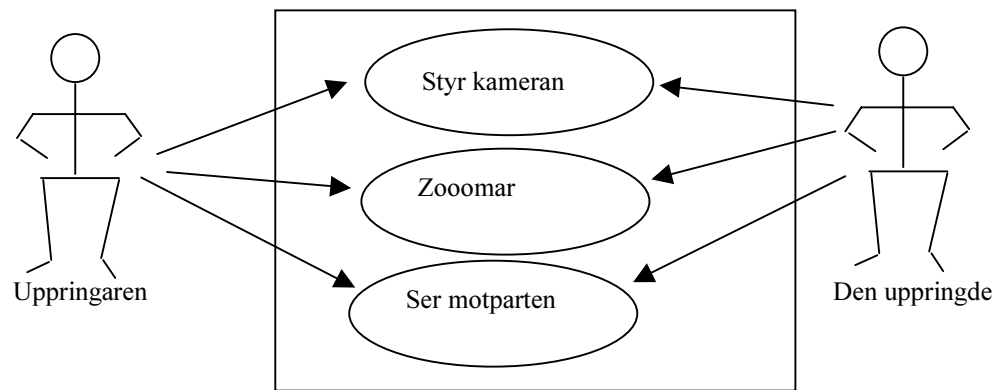 Styr kameran
Zooomar
Ser motparten
Uppringaren
Den uppringde